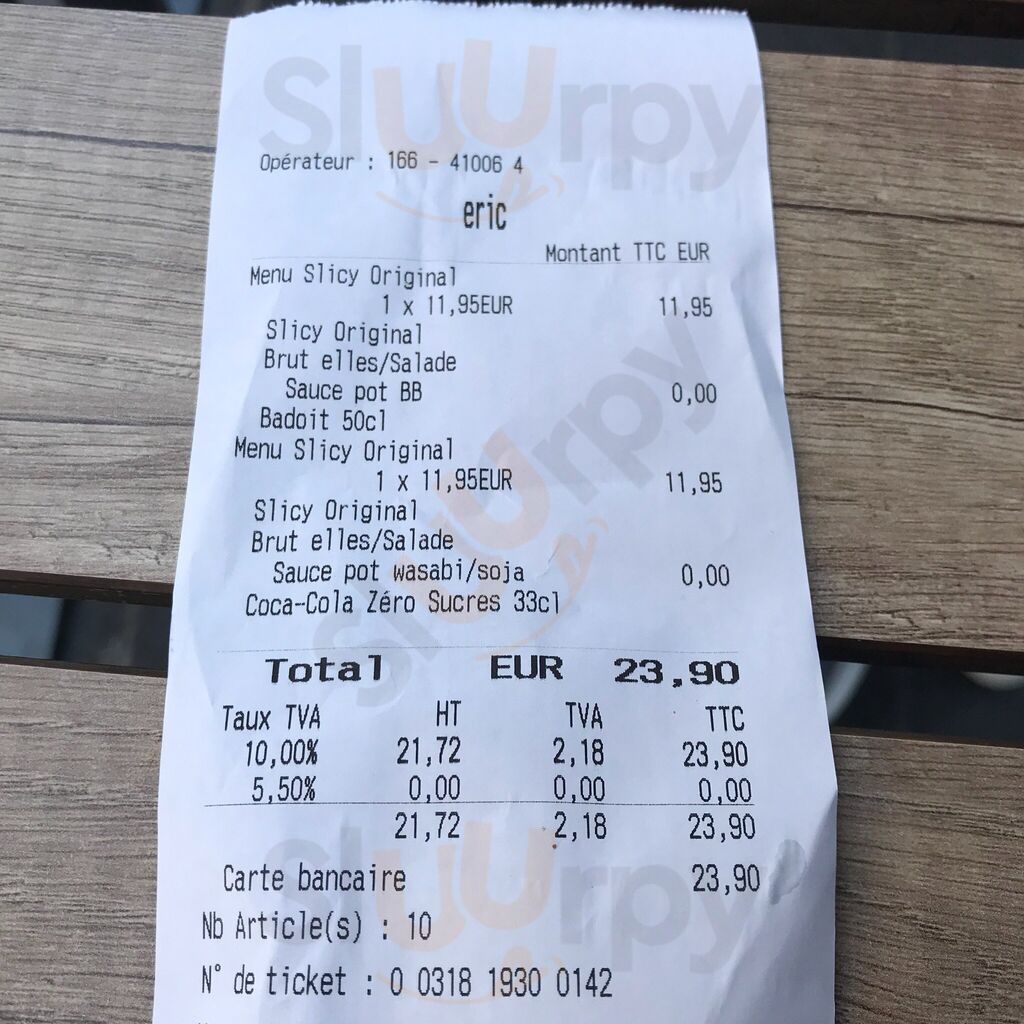 Sluurpy
Opérateur : 166 - 41006 4
eric
Montant TTC EUR
Menu Slicy Original
1 x 11,95EUR 11,95
Slicy Original
Brut elles/Salade
Sauce pot BB 0,00
Badoit 50cl
Menu Slicy Original
1 x 11,95EUR 11,95
Slicy Original
Brut elles/Salade
Sauce pot wasabi/soja 0,00
Coca-Cola Zéro Sucres 33cl
Sluurpy
Total EUR 23,90
Taux TVA HT TVA TTC
10,00% 21,72 2,18 23,90
5,50% 0,00 0,00 0,00
21,72 2,18 23,90
Sluurpy
Carte bancaire 23,90
Nb Article(s) : 10
N° de ticket : 0 0318 1930 0142